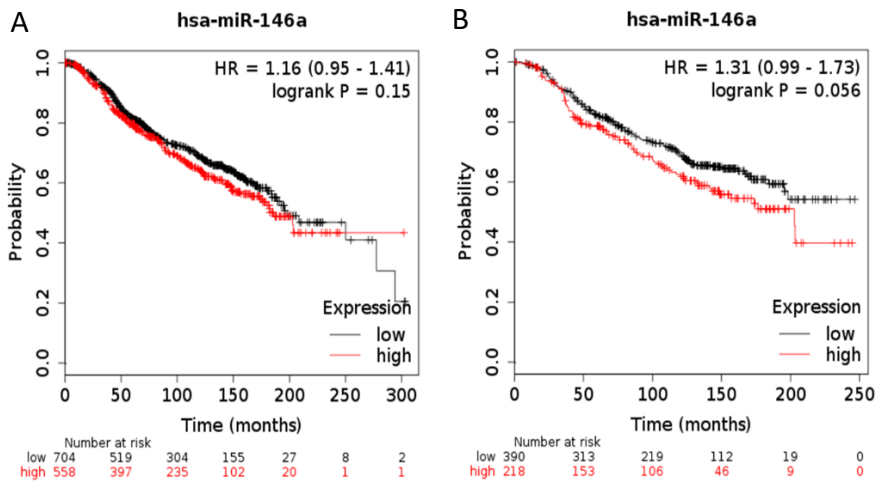 A
hsa-miR-146a
HR = 1.16 (0.95 - 1.41)
logrank P = 0.15
Probability
1.0
0.8
0.6
0.4
0.2
0.0
Expression
low
high
0 50 100 150 200 250 300
Time (months)
Number at risk
low 704 519 304 155 27 8 2
high 558 397 235 102 20 1 1
B
hsa-miR-146a
HR = 1.31 (0.99 - 1.73)
logrank P = 0.056
Probability
1.0
0.8
0.6
0.4
0.2
0.0
Expression
low
high
0 50 100 150 200 250
Time (months)
Number at risk
low 390 313 219 112 19 0
high 218 153 106 46 9 0